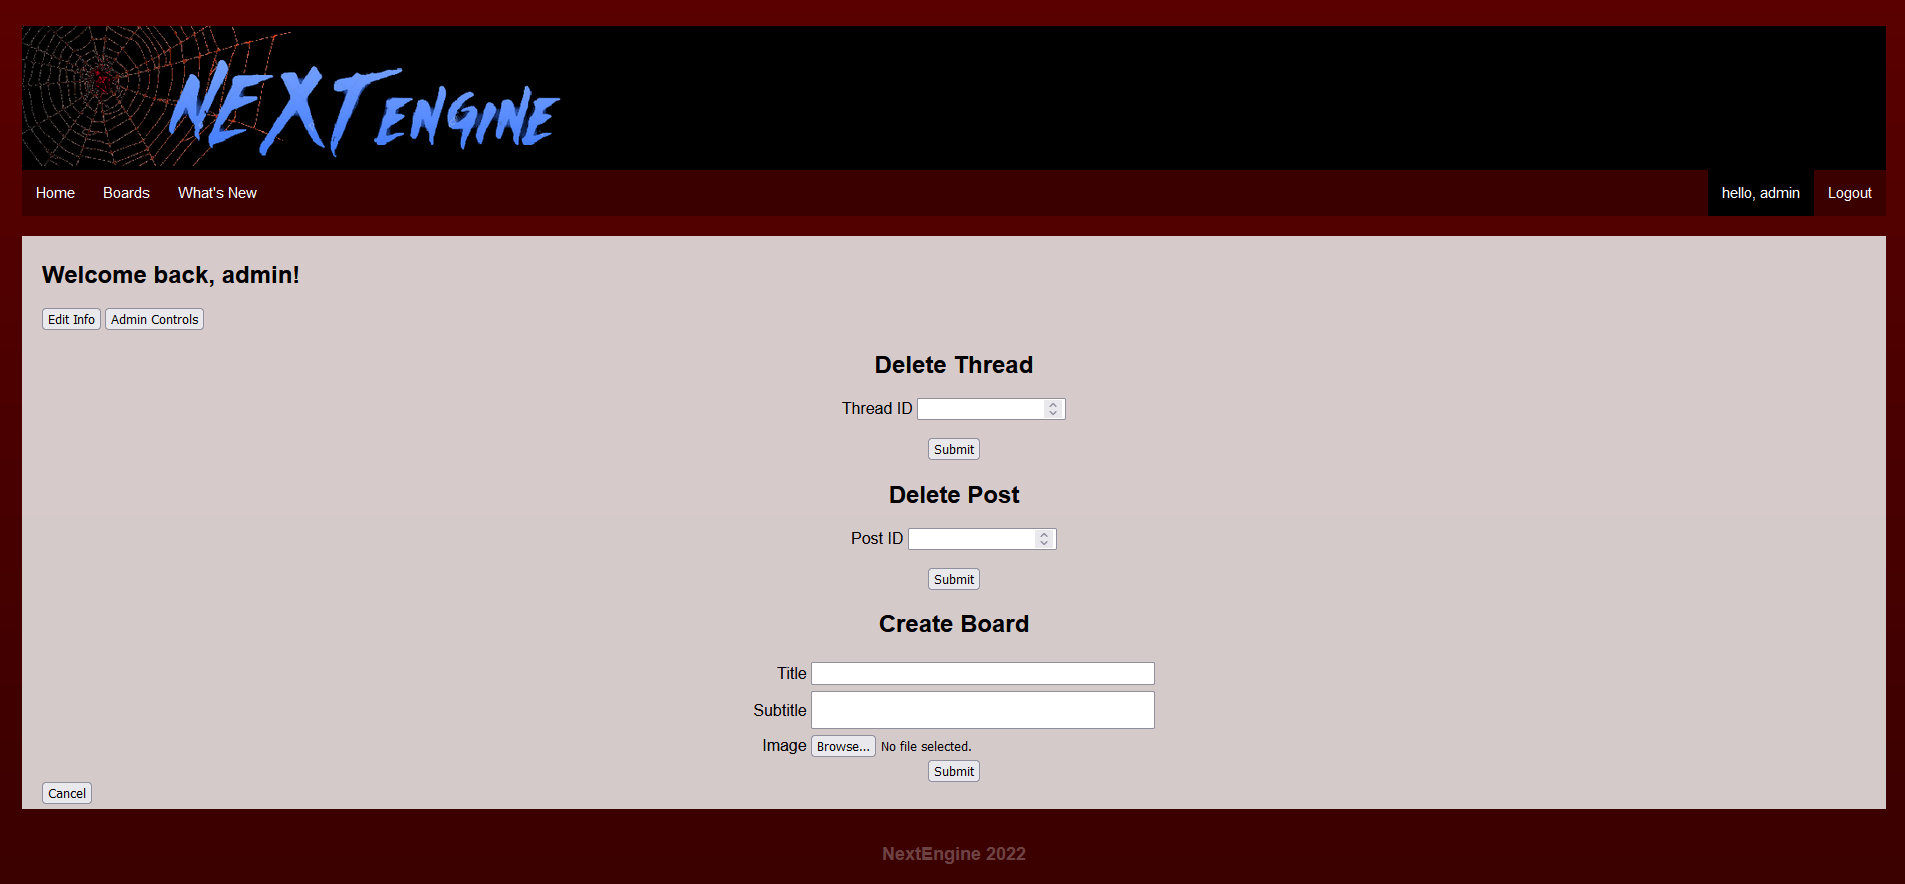 NEXT ENGINE
Home Boards What's New hello, admin Logout
Welcome back, admin!
Edit Info Admin Controls
Delete Thread
Thread ID
Submit
Delete Post
Post ID
Submit
Create Board
Title
Subtitle
Image Browse... No file selected.
Submit
Cancel
NextEngine 2022